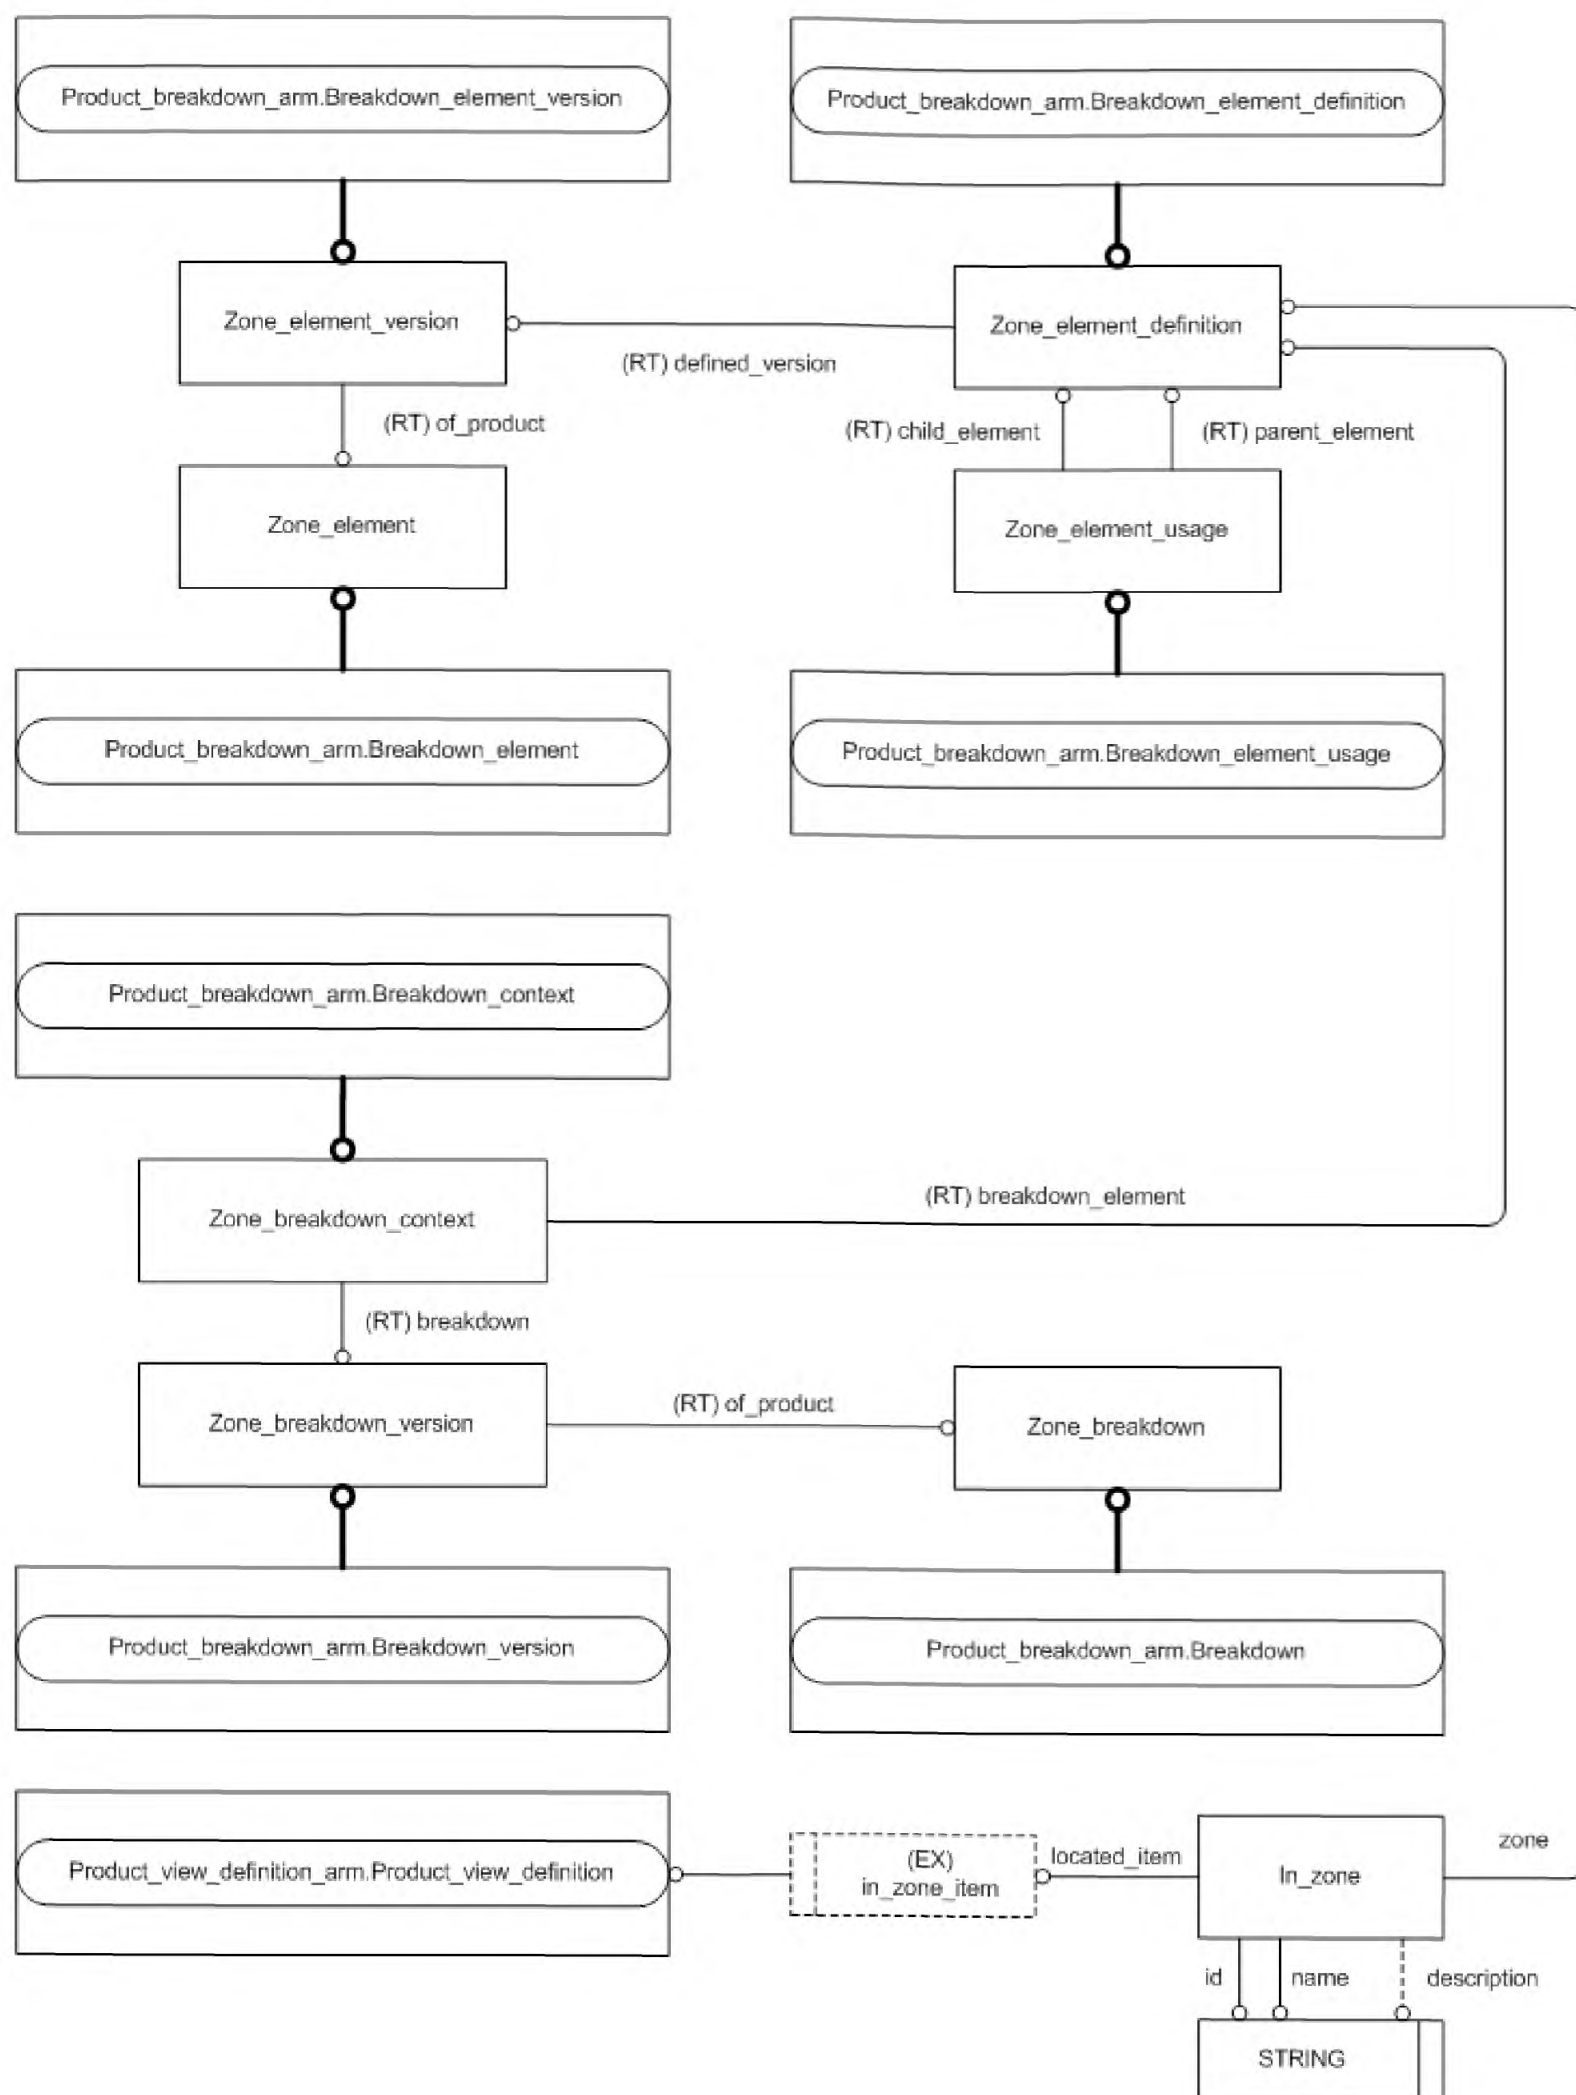 Product_breakdown_arm.Breakdown_element_version
Product_breakdown_arm.Breakdown_element_definition
Zone_element_version
Zone_element_definition
(RT) defined_version
(RT) of_product
(RT) child_element
(RT) parent_element
Zone_element
Zone_element_usage
Product_breakdown_arm.Breakdown_element
Product_breakdown_arm.Breakdown_element_usage
Product_breakdown_arm.Breakdown_context
(RT) breakdown_element
Zone_breakdown_context
(RT) breakdown
(RT) of_product
Zone_breakdown_version
Zone_breakdown
Product_breakdown_arm.Breakdown_version
Product_breakdown_arm.Breakdown
zone
Product_view_definition_arm.Product_view_definition
(EX)
in_zone_item
located_item
In_zone
id
name
description
STRING